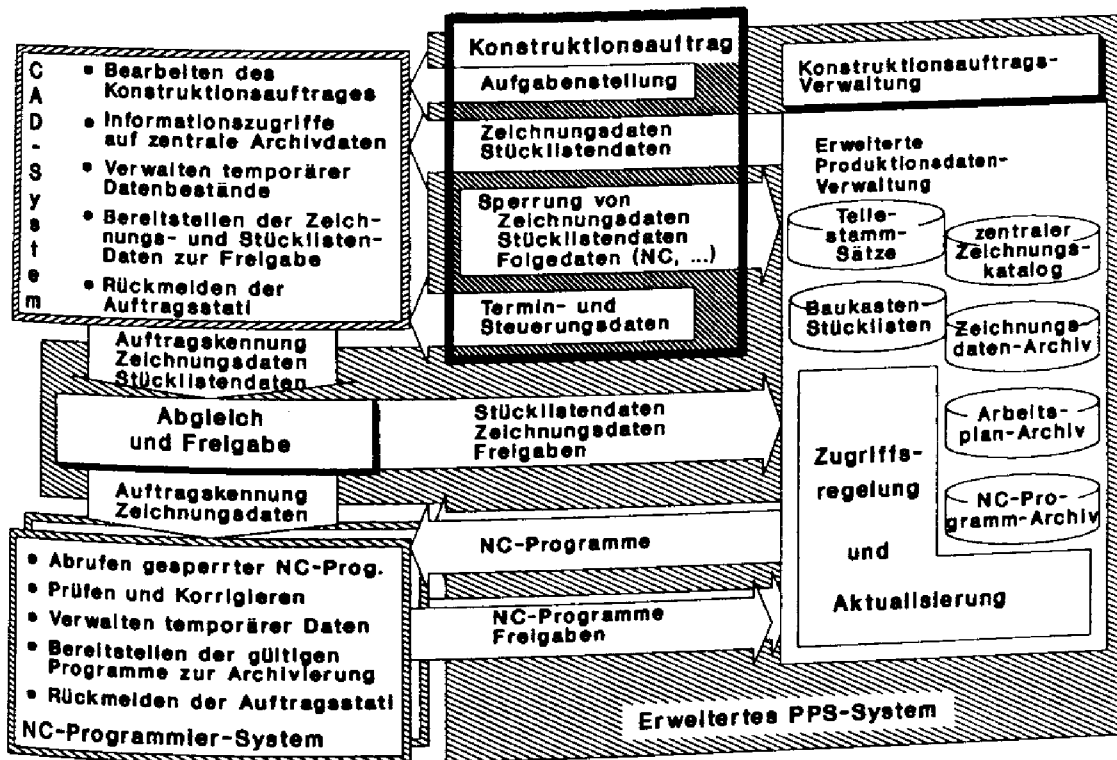 CAD-System
• Bearbeiten des
Konstruktionsauftrages
• Informationszugriffe
auf zentrale Archivdaten
• Verwalten temporärer
Datenbestände
• Bereitstellen der Zeich-
nungs- und Stücklisten-
Daten zur Freigabe
• Rückmelden der
Auftragsstati
Konstruktionsauftrag
Aufgabenstellung
Zeichnungsdaten
Stücklistendaten
Sperrung von
Zeichnungsdaten
Stücklistendaten
Folgedaten (NC, ...)
Termin- und
Steuerungsdaten
Konstruktionsauftrags-
Verwaltung
Erweiterte
Produktionsdaten-
Verwaltung
Teile-
stamm-
Sätze
zentraler
Zeichnungs-
katalog
Baukasten-
Stücklisten
Zeichnungs-
daten-Archiv
Arbeits-
plan-Archiv
NC-Pro-
gramm-Archiv
Zugriffs-
regelung
und
Aktualisierung
Auftragskennung
Zeichnungsdaten
Stücklistendaten
Abgleich
und Freigabe
Stücklistendaten
Zeichnungsdaten
Freigaben
Auftragskennung
Zeichnungsdaten
NC-Programme
NC-Programme
Freigaben
• Abrufen gesperrter NC-Prog.
• Prüfen und Korrigieren
• Verwalten temporärer Daten
• Bereitstellen der gültigen
Programme zur Archivierung
• Rückmelden der Auftragsstati
NC-Programmier-System
Erweitertes PPS-System